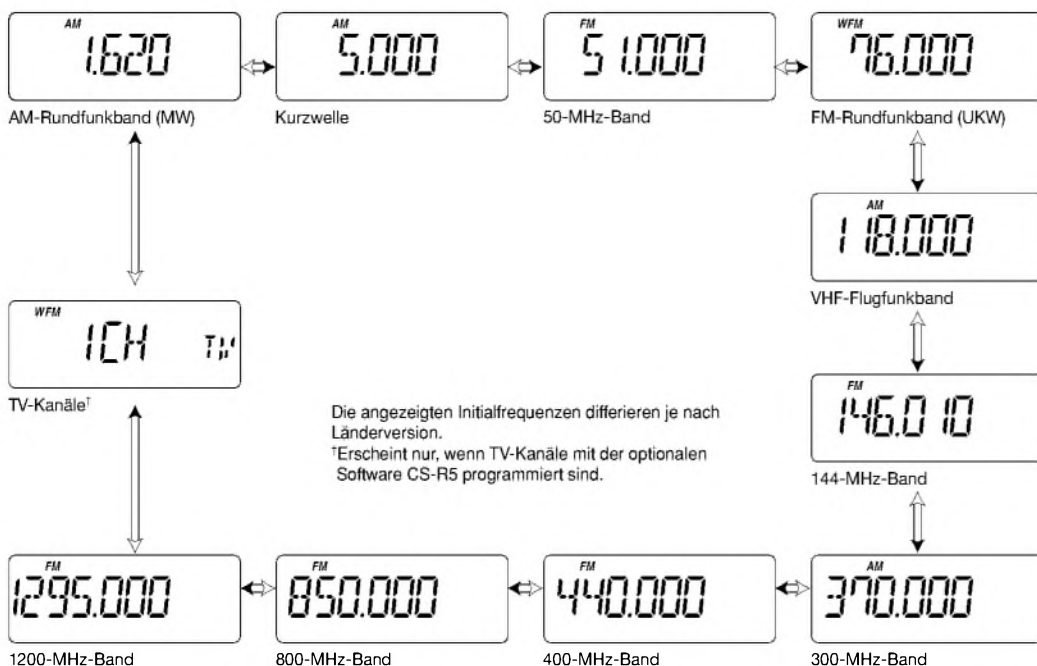 AM
1.620
AM-Rundfunkband (MW)
AM
5.000
Kurzwelle
FM
51.000
50-MHz-Band
WFM
76.000
FM-Rundfunkband (UKW)
AM
118.000
VHF-Flugfunkband
WFM
1CH TV
TV-Kanäle†
FM
146.010
144-MHz-Band
Die angezeigten Initialfrequenzen differieren je nach
Länderversion.
†Erscheint nur, wenn TV-Kanäle mit der optionalen
Software CS-R5 programmiert sind.
FM
1295.000
1200-MHz-Band
FM
850.000
800-MHz-Band
FM
440.000
400-MHz-Band
AM
370.000
300-MHz-Band